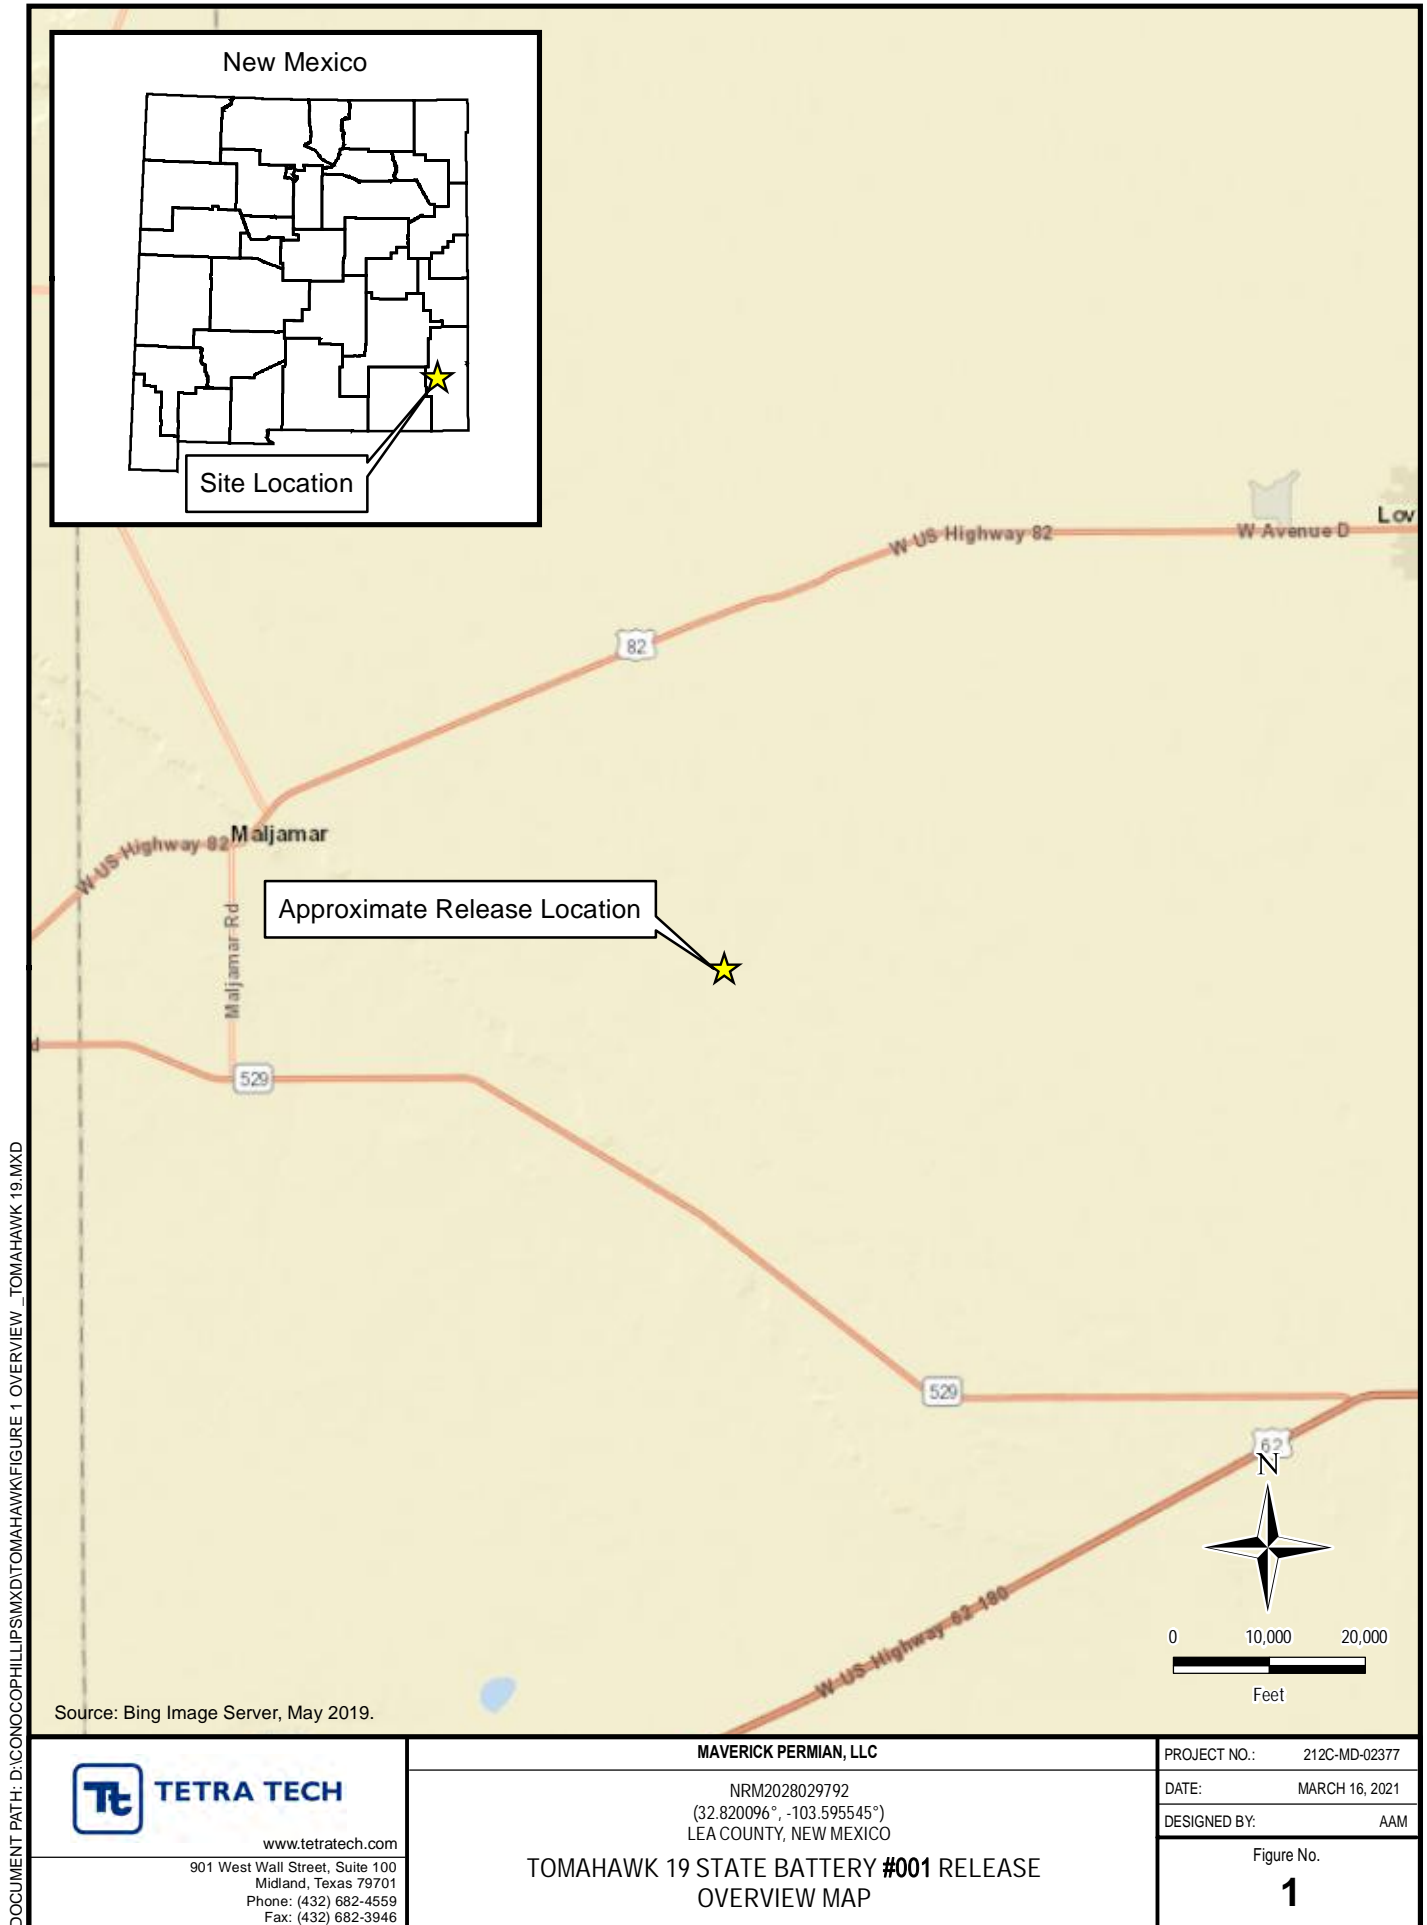 New Mexico
Site Location
Lov
W US Highway 82
W Avenue D
82
Maljamar
W US Highway 82
Approximate Release Location
Maljamar Rd
d
529
529
62
N
W US Highway 62 180
0 10,000 20,000
Feet
Source: Bing Image Server, May 2019.
DOCUMENT PATH: D:\CONOCOPHILLIPS\MXD\TOMAHAWK\FIGURE 1 OVERVIEW _TOMAHAWK 19.MXD
Tt TETRA TECH
www.tetratech.com
901 West Wall Street, Suite 100
Midland, Texas 79701
Phone: (432) 682-4559
Fax: (432) 682-3946
MAVERICK PERMIAN, LLC
NRM2028029792
(32.820096°, -103.595545°)
LEA COUNTY, NEW MEXICO
TOMAHAWK 19 STATE BATTERY #001 RELEASE
OVERVIEW MAP
PROJECT NO.: 212C-MD-02377
DATE: MARCH 16, 2021
DESIGNED BY: AAM
Figure No.
1